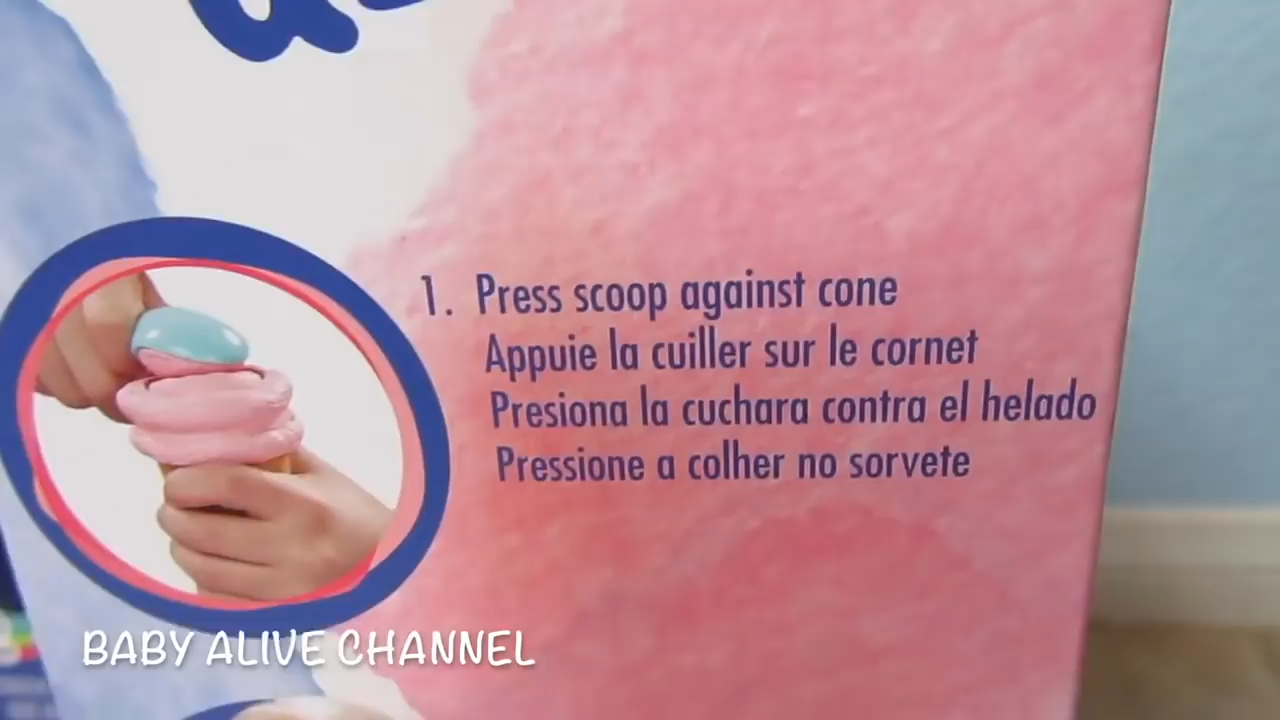 1. Press scoop against cone
Appuie la cuiller sur le cornet
Presiona la cuchara contra el helado
Pressione a colher no sorvete
BABY ALIVE CHANNEL